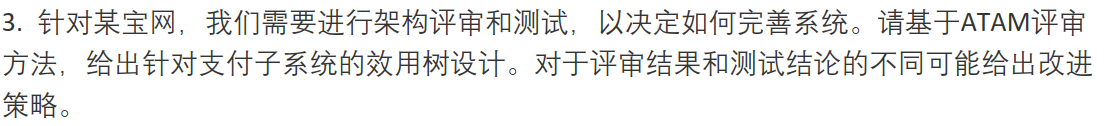 3. 针对某宝网，我们需要进行架构评审和测试，以决定如何完善系统。请基于ATAM评审
方法，给出针对支付子系统的效用树设计。对于评审结果和测试结论的不同可能给出改进
策略。